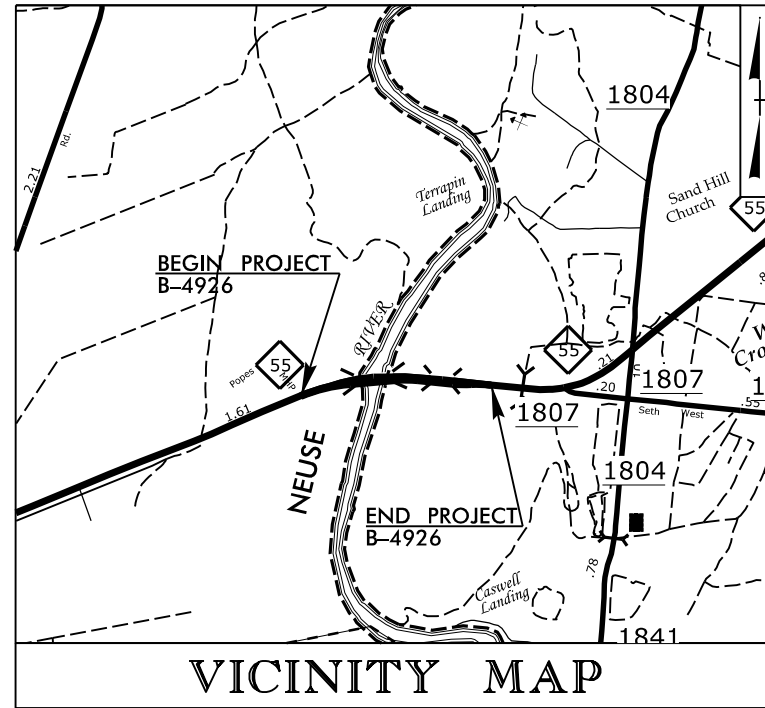 1804
2.21
Rd.
Terrapin
Landing
Sand Hill
Church
55
BEGIN PROJECT
B–4926
RIVER
55
Popes
Map
1.61
55
.21
.20
1807
.55
1807
Seth West
NEUSE
1804
END PROJECT
B–4926
.78
Caswell
Landing
1841
VICINITY MAP